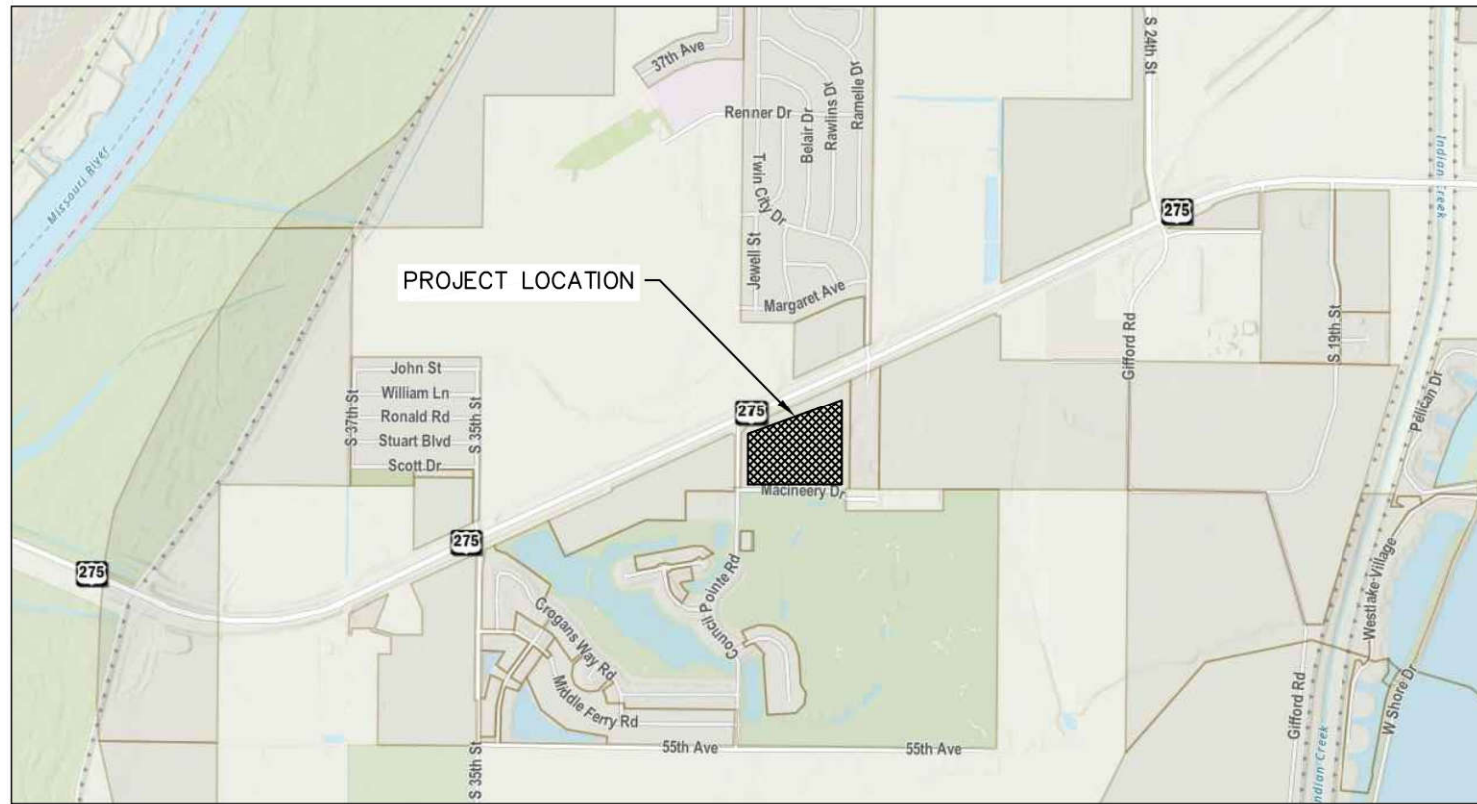 37th Ave
S 24th St
Renner Dr
Belair Dr
Rawlins Dr
Ramelle Dr
Twin City Dr
Jewell St
Margaret Ave
Missouri River
Indian Creek
275
PROJECT LOCATION
Gifford Rd
S 19th St
Pelican Dr
John St
William Ln
Ronald Rd
Stuart Blvd
Scott Dr
S 37th St
S 35th St
275
Macineery Dr
275
275
Council Pointe Rd
Grogans Way Rd
Middle Ferry Rd
Westlake Village
W Shore Dr
Gifford Rd
Indian Creek
55th Ave
55th Ave
S 35th St